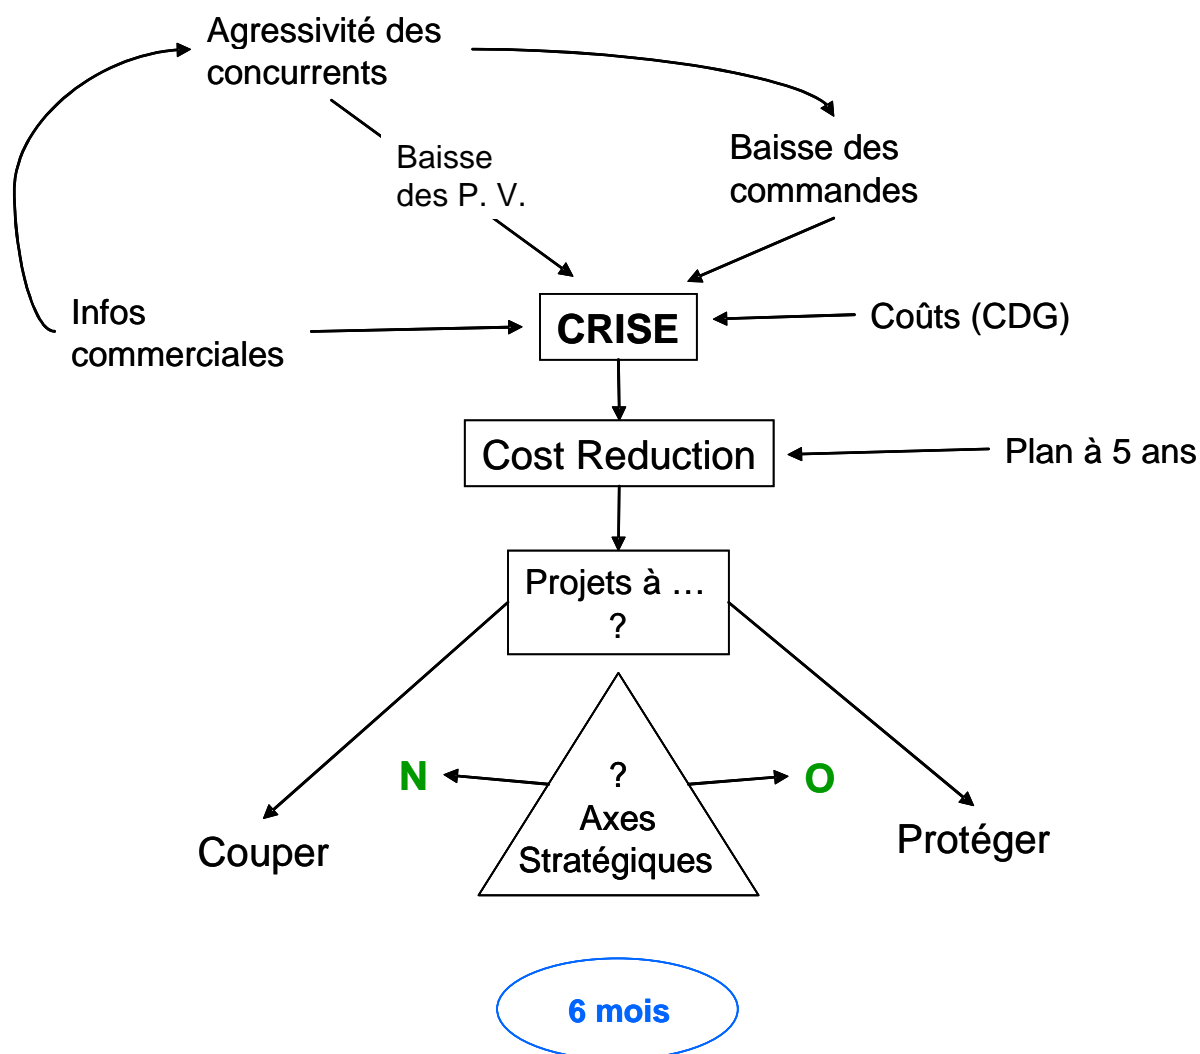 Agressivité des
concurrents
Baisse
des P. V.
Baisse des
commandes
Infos
commerciales
CRISE
Coûts (CDG)
Cost Reduction
Plan à 5 ans
Projets à …
?
N
?
O
Axes
Stratégiques
Couper
Protéger
6 mois